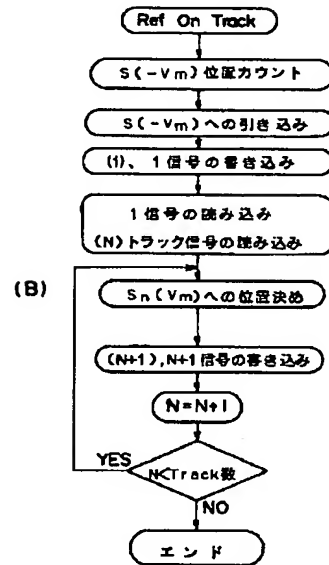 Ref On Track
S(-Vm)位置カウント
S(-Vm)への引き込み
(1)、1信号の書き込み
1信号の読み込み
(N)トラック信号の読み込み
(B)
Sn(Vm)への位置決め
(N+1),N+1信号の書き込み
N=N+1
YES
N<Track数
NO
エンド